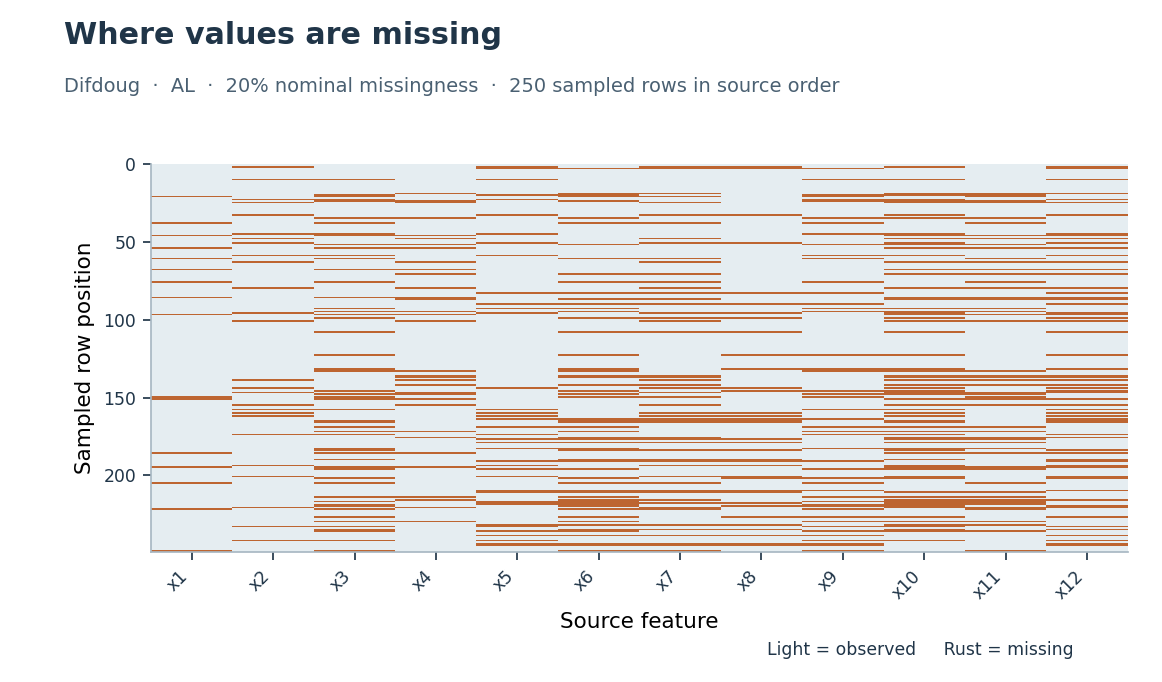 Where values are missing
Difdoug · AL · 20% nominal missingness · 250 sampled rows in source order
Sampled row position
0
50
100
150
200
x1 x2 x3 x4 x5 x6 x7 x8 x9 x10 x11 x12
Source feature
Light = observed Rust = missing